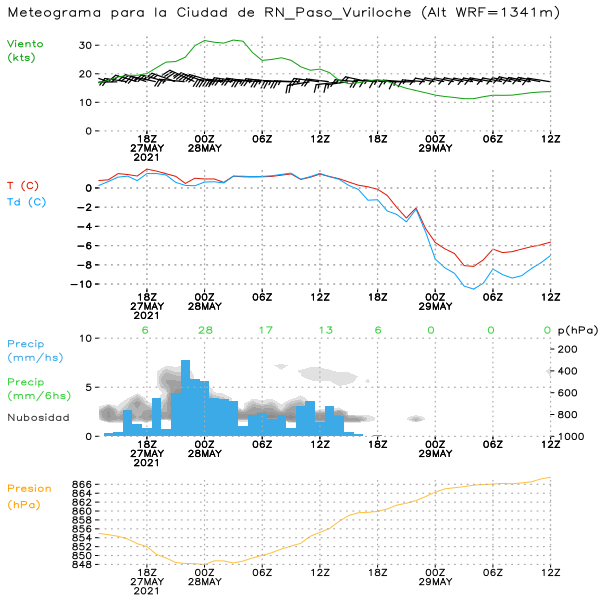 Meteograma para la Ciudad de RN_Paso_Vuriloche (Alt WRF=1341m)
Viento
(kts)
30
20
10
0
18Z 00Z 06Z 12Z 18Z 00Z 06Z 12Z
27MAY 28MAY 29MAY
2021
T (C)
Td (C)
0
-2
-4
-6
-8
-10
18Z 00Z 06Z 12Z 18Z 00Z 06Z 12Z
27MAY 28MAY 29MAY
2021
6 28 17 13 6 0 0 0 p(hPa)
Precip
(mm/hs)
Precip
(mm/6hs)
Nubosidad
10
5
0
200
400
600
800
1000
18Z 00Z 06Z 12Z 18Z 00Z 06Z 12Z
27MAY 28MAY 29MAY
2021
Presion
(hPa)
866
864
862
860
858
856
854
852
850
848
18Z 00Z 06Z 12Z 18Z 00Z 06Z 12Z
27MAY 28MAY 29MAY
2021